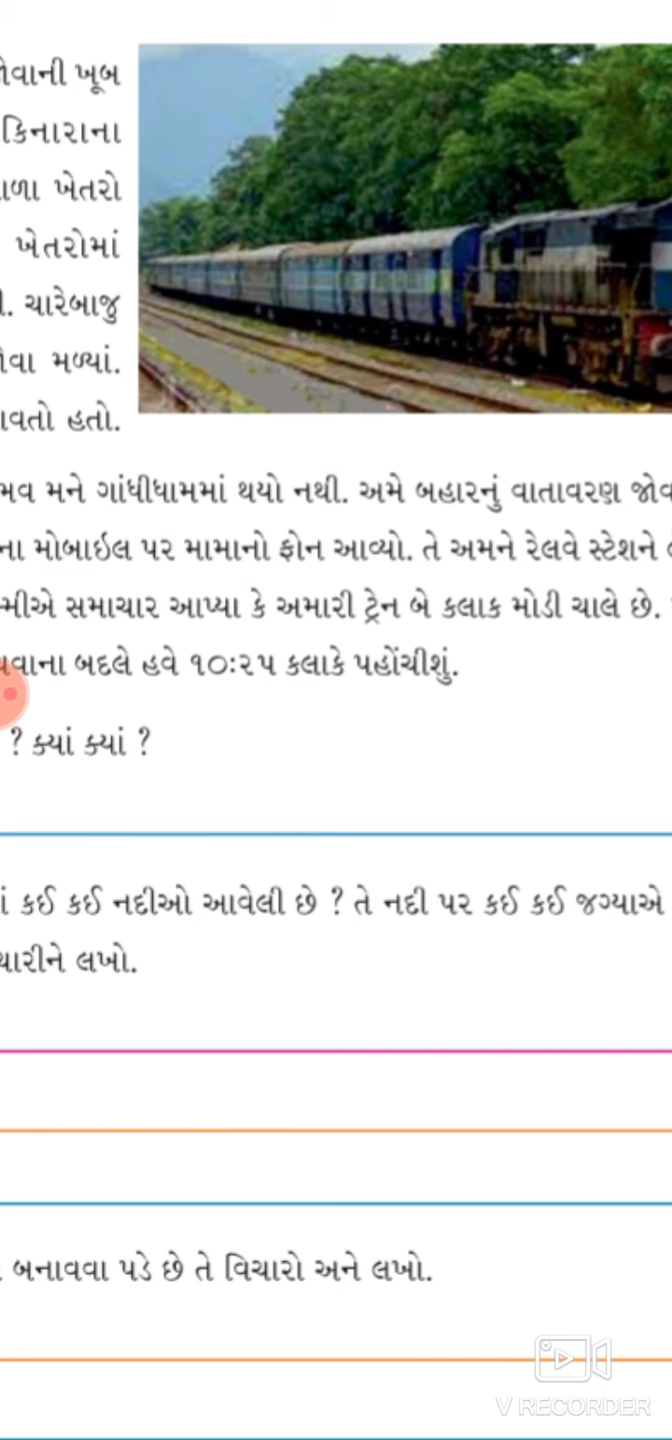 ખૂબ
કિનારાના
ખેતરો
ખેતરોમાં
ચારેબાજુ
મળ્યાં.
હતો.
મને ગાંધીધામમાં થયો નથી. અમે બહારનું વાતાવરણ
મોબાઇલ પર મામાનો ફોન આવ્યો. તે અમને રેલવે સ્ટેશને
સમાચાર આપ્યા કે અમારી ટ્રેન બે કલાક મોડી ચાલે છે.
બદલે હવે ૧૦:૨૫ કલાકે પહોંચીશું.
? ક્યાં ક્યાં ?
કઈ કઈ નદીઓ આવેલી છે ? તે નદી પર કઈ કઈ જગ્યાએ
લખો.
બનાવવા પડે છે તે વિચારો અને લખો.
V RECORDER